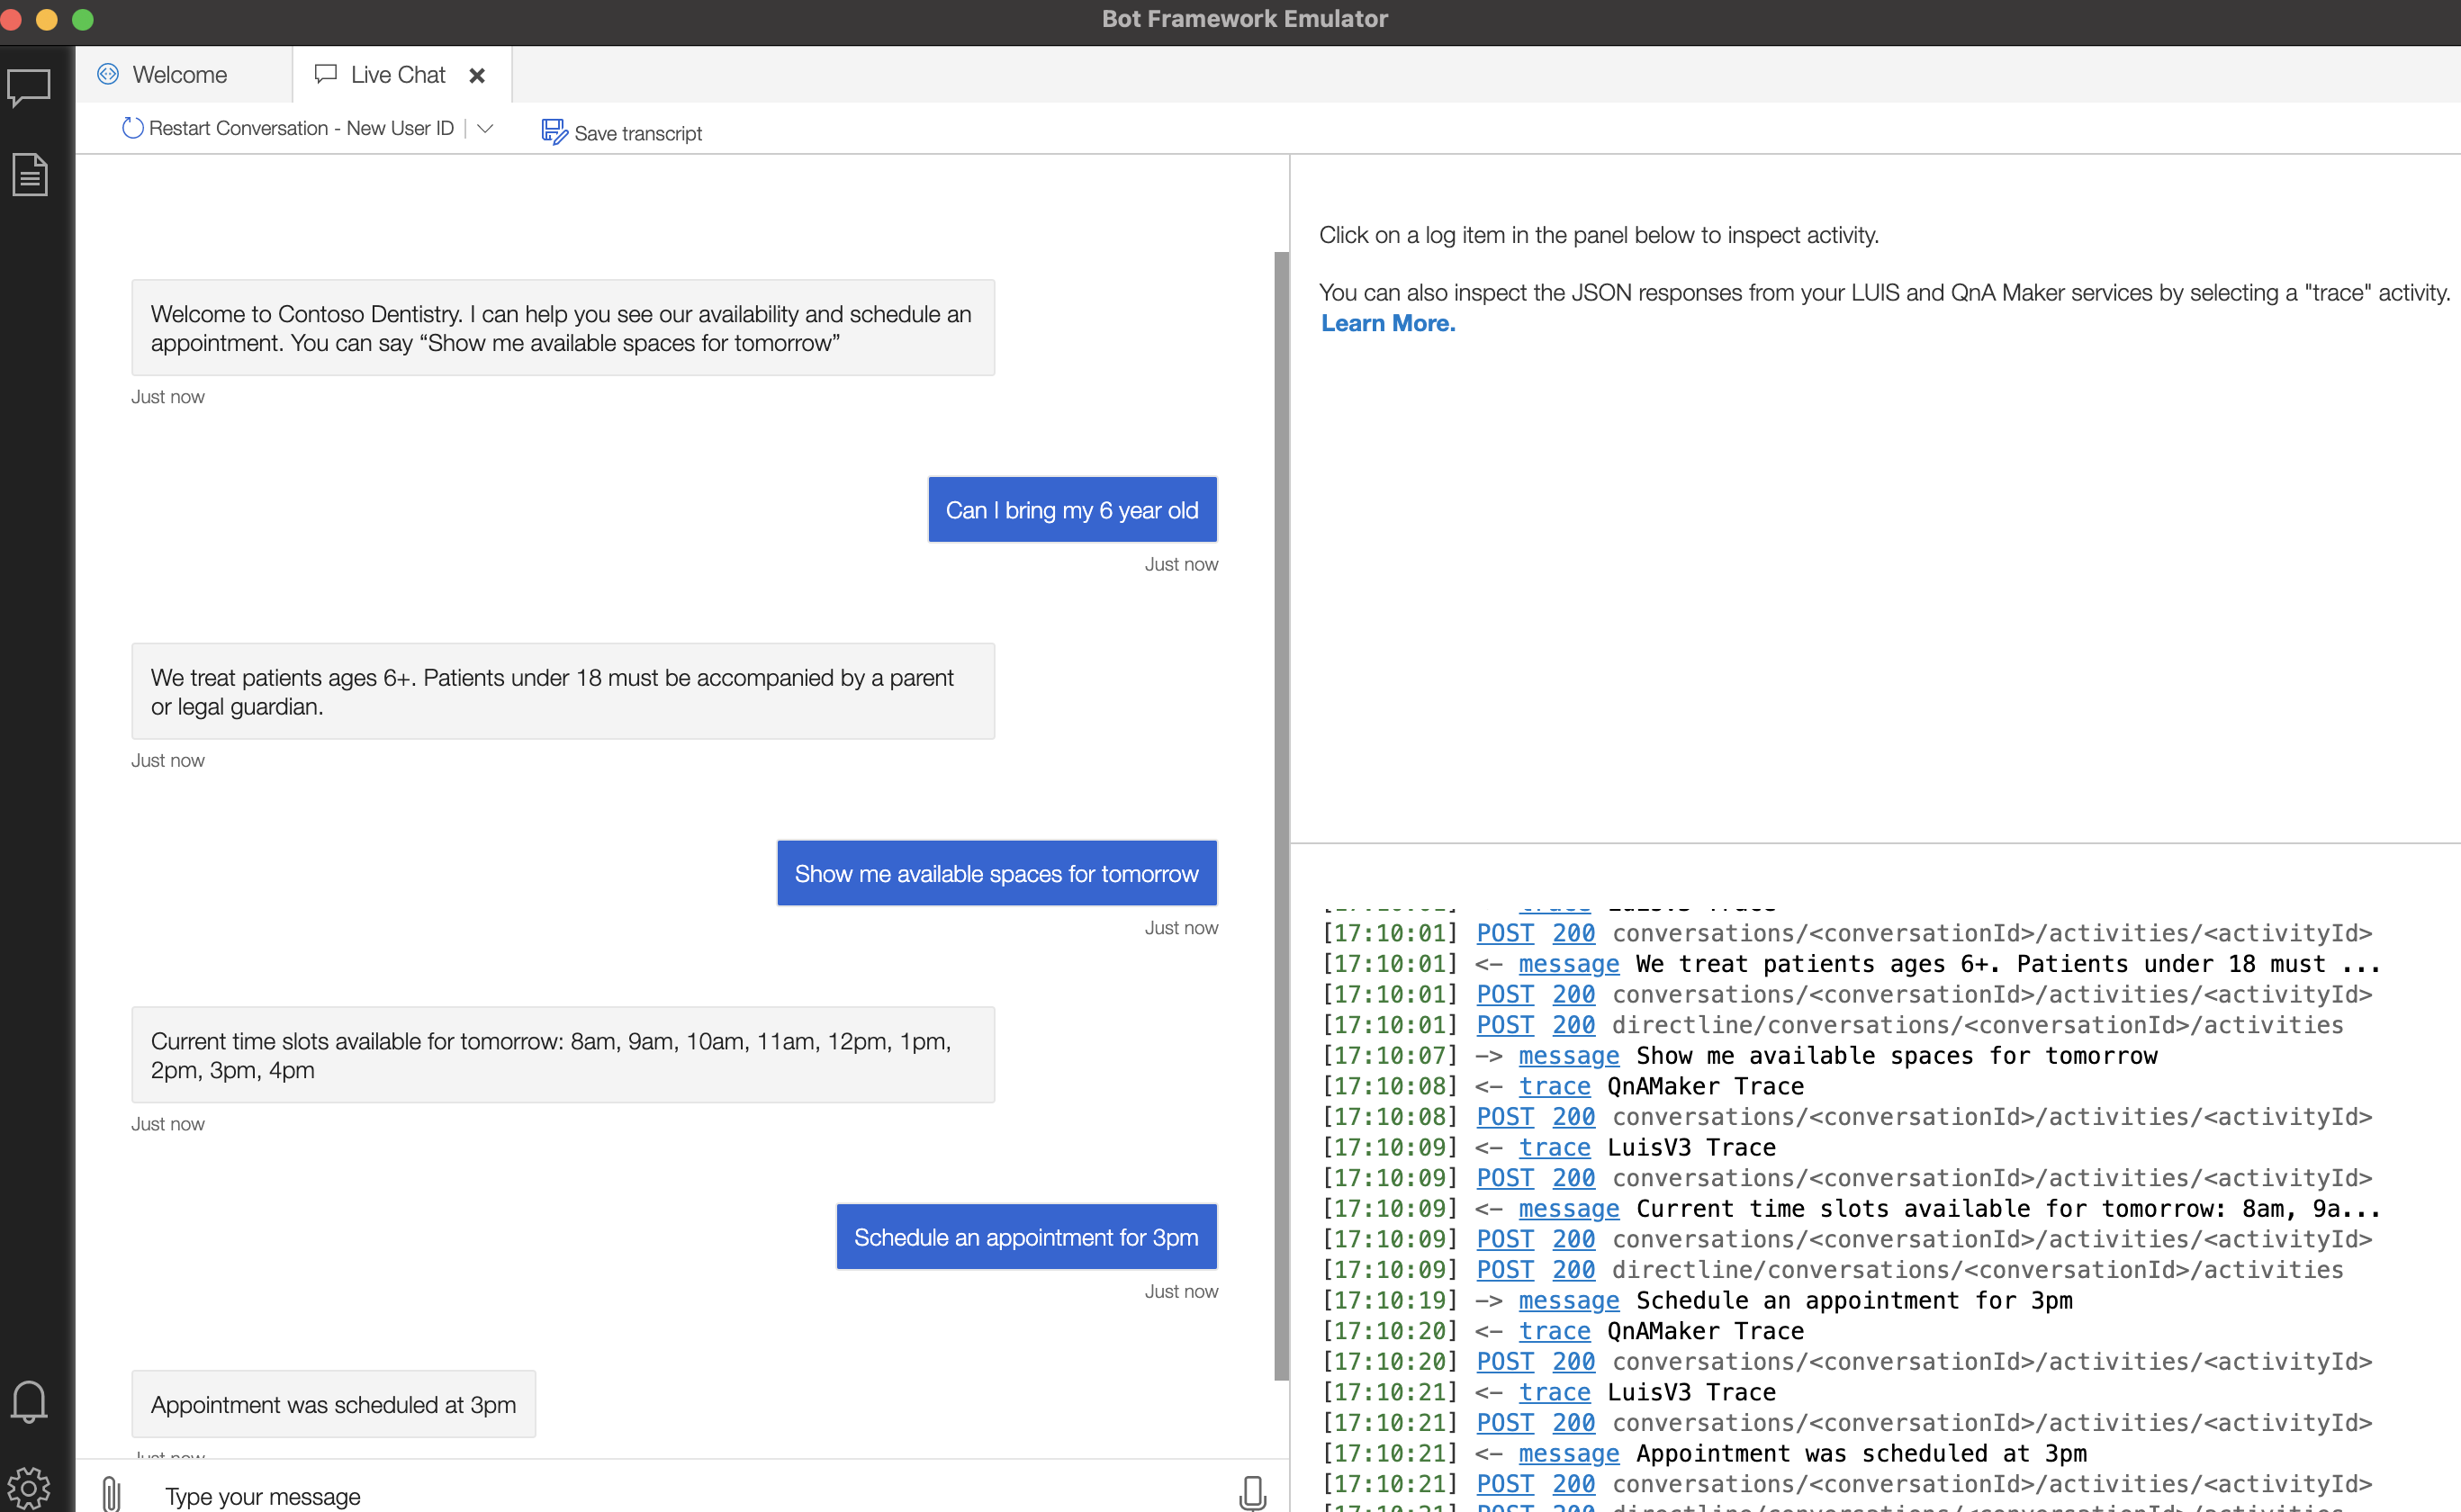 Bot Framework Emulator
Welcome
Live Chat
Restart Conversation - New User ID
Save transcript
Welcome to Contoso Dentistry. I can help you see our availability and schedule an
appointment. You can say “Show me available spaces for tomorrow”
Just now
Can I bring my 6 year old
Just now
We treat patients ages 6+. Patients under 18 must be accompanied by a parent
or legal guardian.
Just now
Show me available spaces for tomorrow
Just now
Current time slots available for tomorrow: 8am, 9am, 10am, 11am, 12pm, 1pm,
2pm, 3pm, 4pm
Just now
Schedule an appointment for 3pm
Just now
Appointment was scheduled at 3pm
Just now
Type your message
Click on a log item in the panel below to inspect activity.
You can also inspect the JSON responses from your LUIS and QnA Maker services by selecting a "trace" activity.
Learn More.
trace LuisV3 Trace
[17:10:01] POST 200 conversations/<conversationId>/activities/<activityId>
[17:10:01] <- message We treat patients ages 6+. Patients under 18 must ...
[17:10:01] POST 200 conversations/<conversationId>/activities/<activityId>
[17:10:01] POST 200 directline/conversations/<conversationId>/activities
[17:10:07] -> message Show me available spaces for tomorrow
[17:10:08] <- trace QnAMaker Trace
[17:10:08] POST 200 conversations/<conversationId>/activities/<activityId>
[17:10:09] <- trace LuisV3 Trace
[17:10:09] POST 200 conversations/<conversationId>/activities/<activityId>
[17:10:09] <- message Current time slots available for tomorrow: 8am, 9a...
[17:10:09] POST 200 conversations/<conversationId>/activities/<activityId>
[17:10:09] POST 200 directline/conversations/<conversationId>/activities
[17:10:19] -> message Schedule an appointment for 3pm
[17:10:20] <- trace QnAMaker Trace
[17:10:20] POST 200 conversations/<conversationId>/activities/<activityId>
[17:10:21] <- trace LuisV3 Trace
[17:10:21] POST 200 conversations/<conversationId>/activities/<activityId>
[17:10:21] <- message Appointment was scheduled at 3pm
[17:10:21] POST 200 conversations/<conversationId>/activities/<activityId>
[17:10:21] POST 200 directline/conversations/<conversationId>/activities